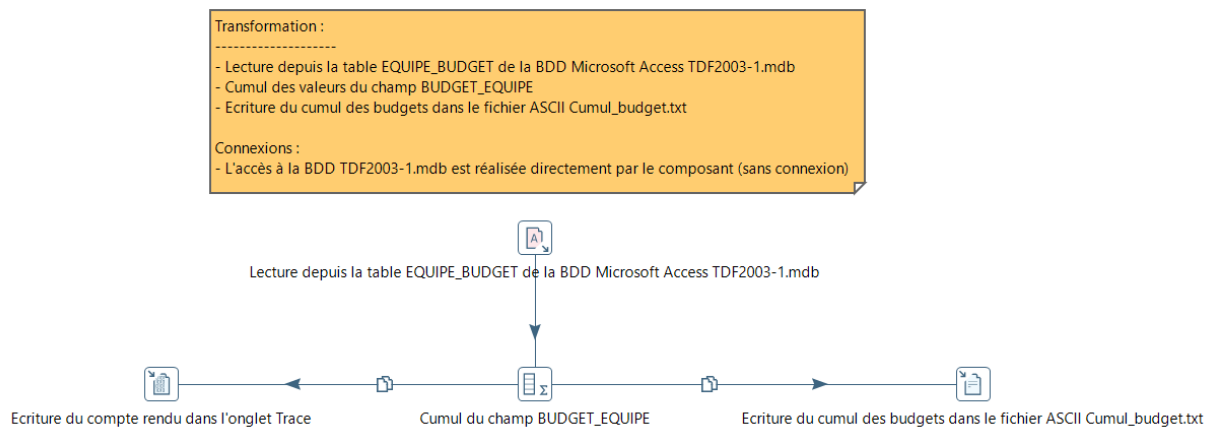 Transformation :
--------------------
- Lecture depuis la table EQUIPE_BUDGET de la BDD Microsoft Access TDF2003-1.mdb
- Cumul des valeurs du champ BUDGET_EQUIPE
- Ecriture du cumul des budgets dans le fichier ASCII Cumul_budget.txt
Connexions :
- L'accès à la BDD TDF2003-1.mdb est réalisée directement par le composant (sans connexion)
A
Lecture depuis la table EQUIPE_BUDGET de la BDD Microsoft Access TDF2003-1.mdb
Σ
Ecriture du compte rendu dans l'onglet Trace
Cumul du champ BUDGET_EQUIPE
Ecriture du cumul des budgets dans le fichier ASCII Cumul_budget.txt